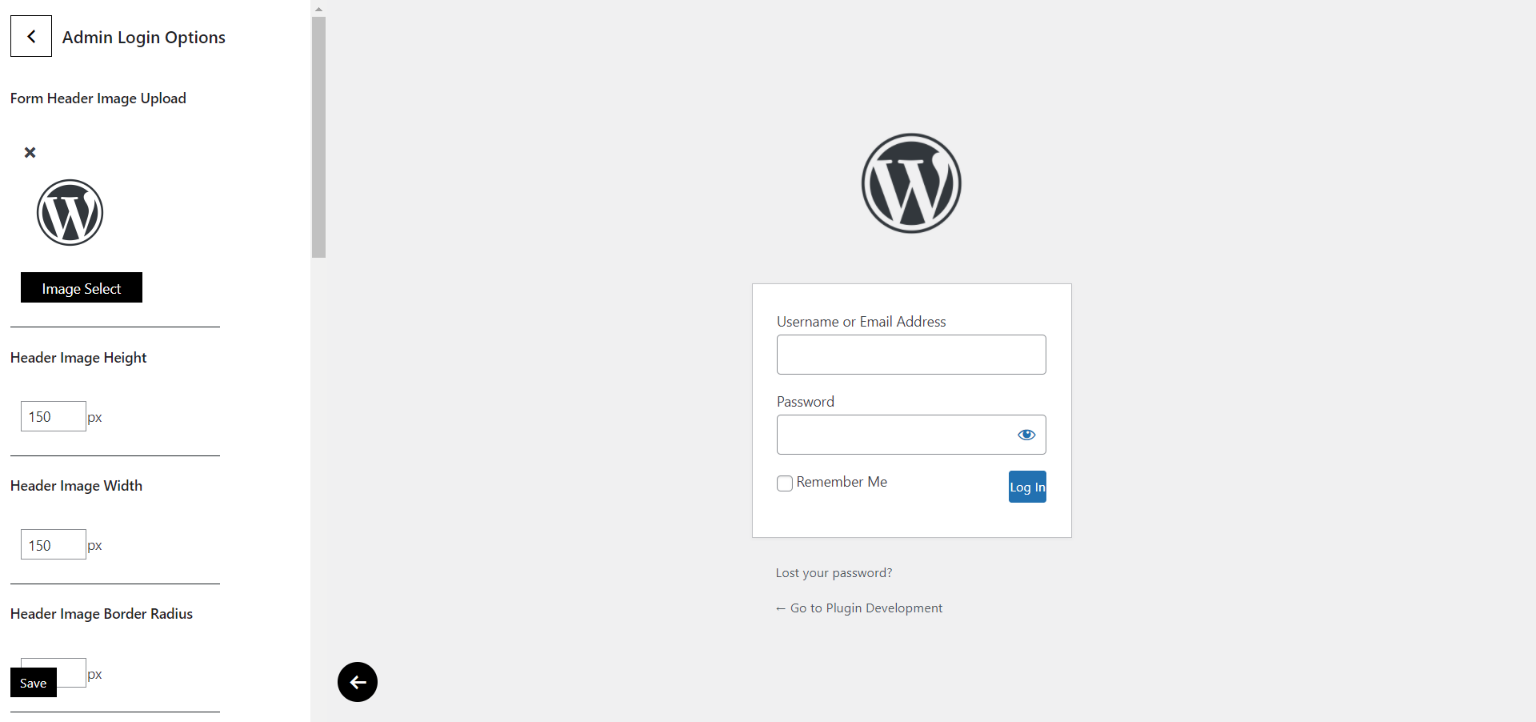 Admin Login Options
Form Header Image Upload
Image Select
Header Image Height
150 px
Header Image Width
150 px
Header Image Border Radius
px
Save
Username or Email Address
Password
Remember Me
Log In
Lost your password?
← Go to Plugin Development